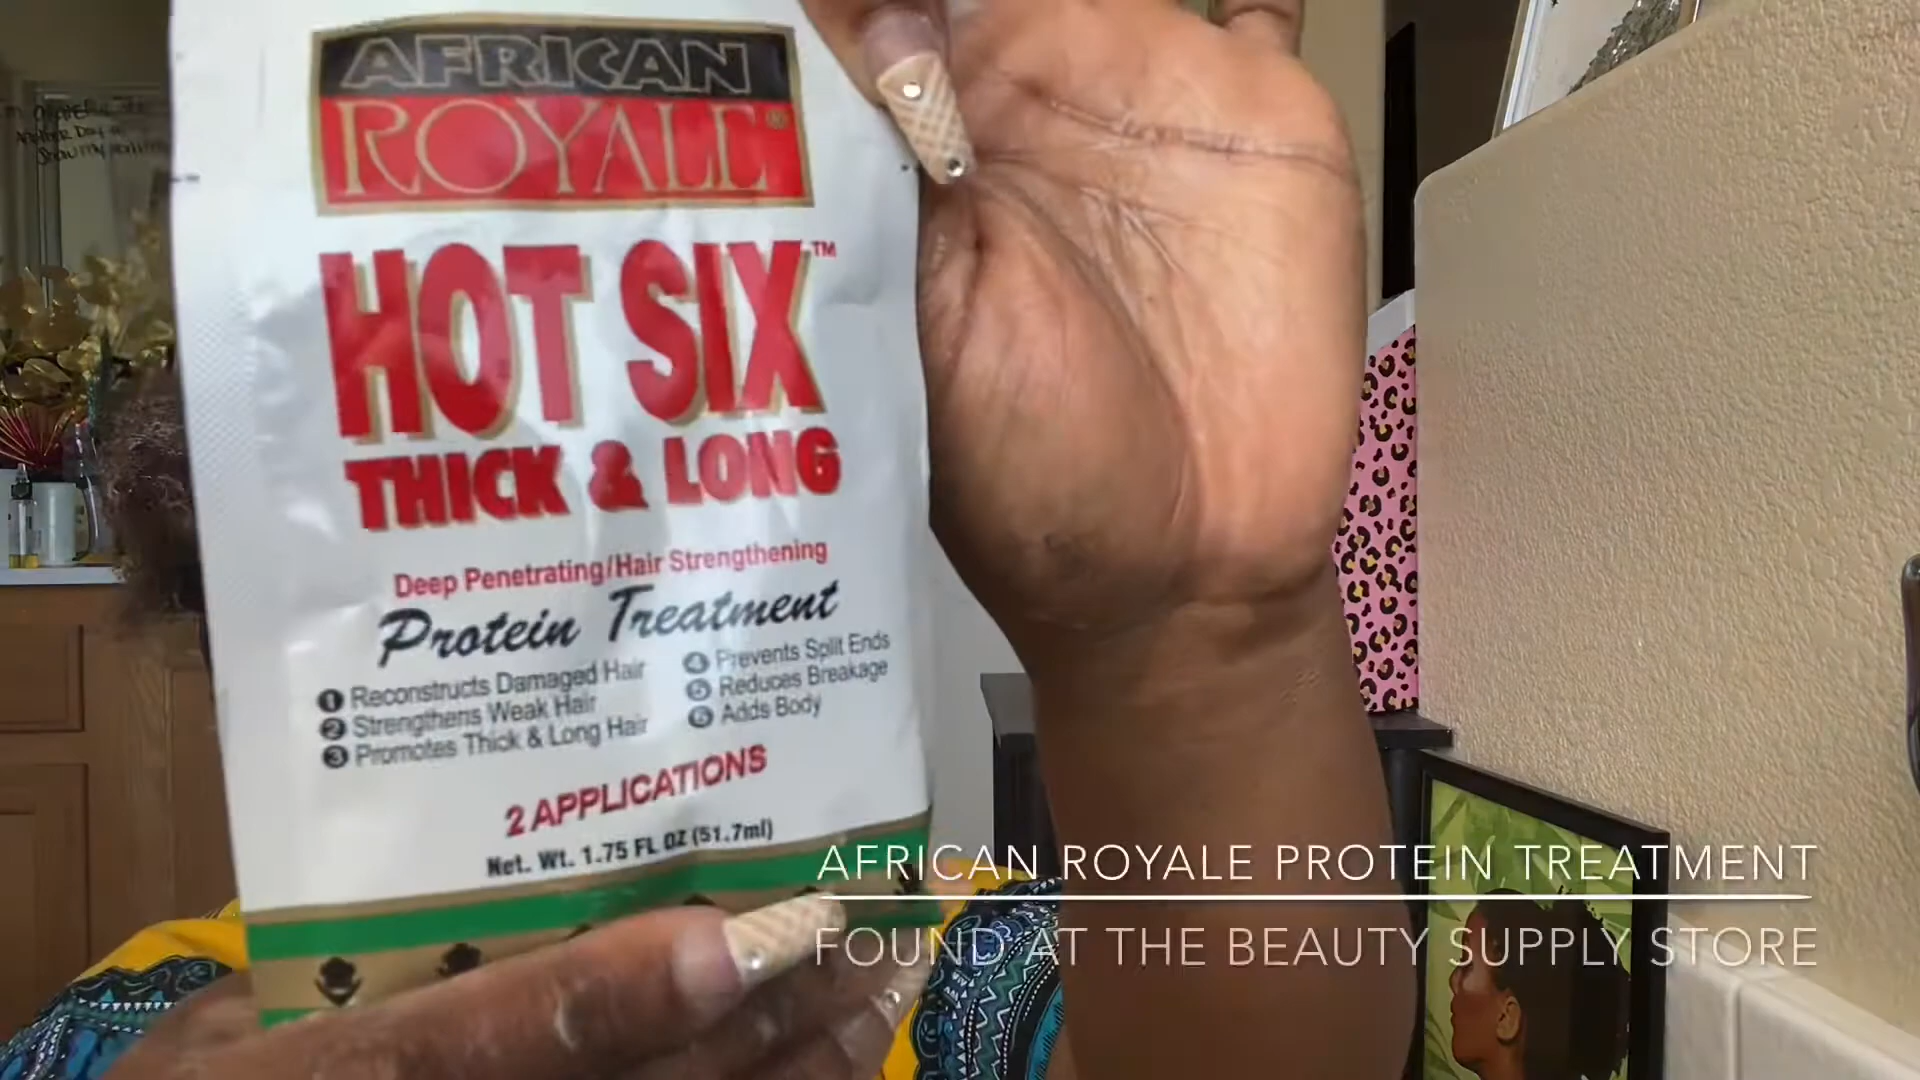 AFRICAN
ROYALE®
HOT SIX™
THICK & LONG
Deep Penetrating/Hair Strengthening
Protein Treatment
1 Reconstructs Damaged Hair
2 Strengthens Weak Hair
3 Promotes Thick & Long Hair
4 Prevents Split Ends
5 Reduces Breakage
6 Adds Body
2 APPLICATIONS
Net. Wt. 1.75 FL OZ (51.7ml)
AFRICAN ROYALE PROTEIN TREATMENT
FOUND AT THE BEAUTY SUPPLY STORE